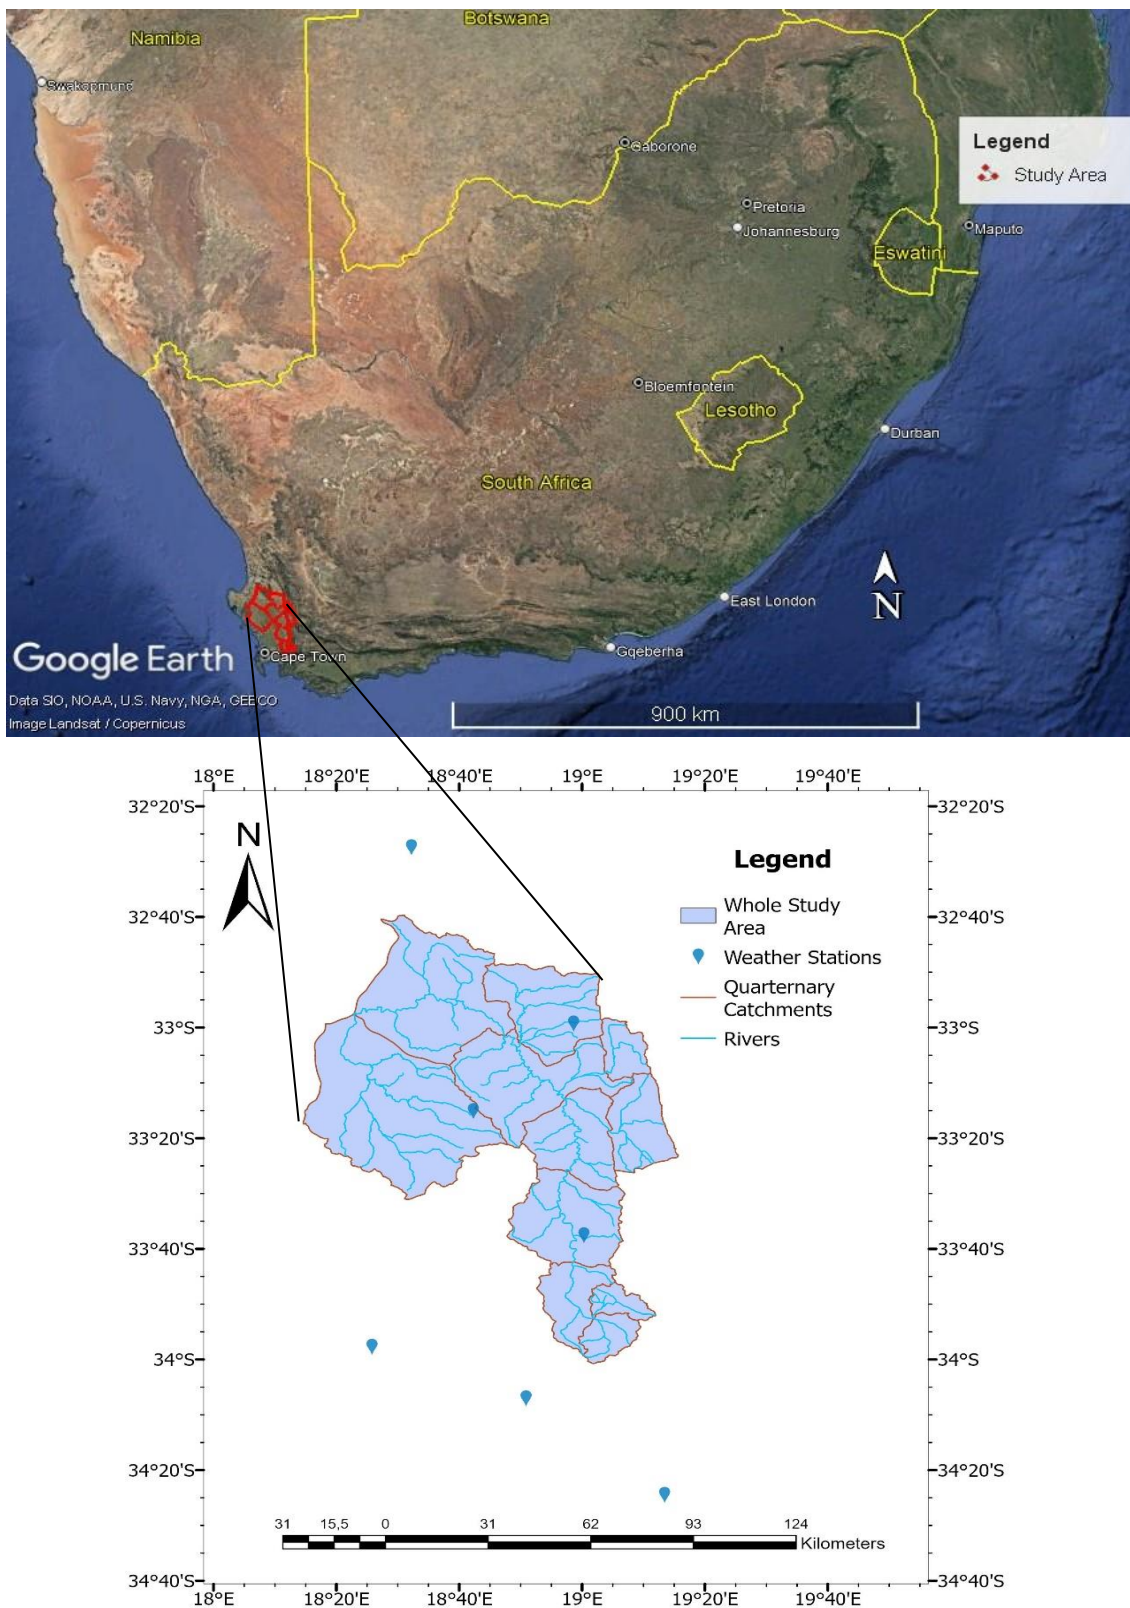 Botswana
Namibia
Swakopmund
Gaborone
Legend
Study Area
Pretoria
Johannesburg
Maputo
Eswatini
Bloemfontein
Lesotho
Durban
South Africa
East London
N
Gqeberha
Google Earth
Cape Town
Data SIO, NOAA, U.S. Navy, NGA, GEBCO
Image Landsat / Copernicus
900 km
18°E 18°20'E 18°40'E 19°E 19°20'E 19°40'E
32°20'S 32°20'S
N
Legend
Whole Study
Area
Weather Stations
Quarternary
Catchments
Rivers
32°40'S 32°40'S
33°S 33°S
33°20'S 33°20'S
33°40'S 33°40'S
34°S 34°S
34°20'S 34°20'S
31 15,5 0 31 62 93 124
Kilometers
34°40'S 34°40'S
18°E 18°20'E 18°40'E 19°E 19°20'E 19°40'E